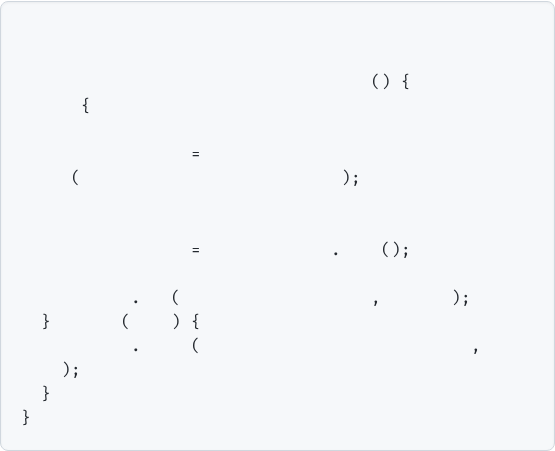 () {
{
=
( );
= . ();
. ( , );
} ( ) {
. ( ,
);
}
}